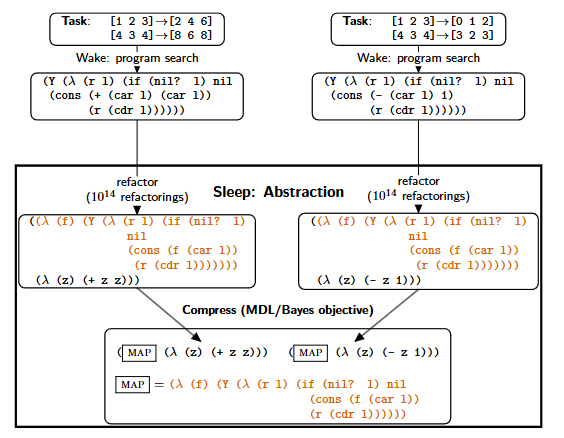 Task: [1 2 3]→[2 4 6]
[4 3 4]→[8 6 8]
Wake: program search
(Y (λ (r l) (if (nil? l) nil
(cons (+ (car l) (car l))
(r (cdr l))))))
Task: [1 2 3]→[0 1 2]
[4 3 4]→[3 2 3]
Wake: program search
(Y (λ (r l) (if (nil? l) nil
(cons (- (car l) 1)
(r (cdr l))))))
Sleep: Abstraction
refactor
(10¹⁴ refactorings)
((λ (f) (Y (λ (r l) (if (nil? l)
nil
(cons (f (car l))
(r (cdr l)))))))
(λ (z) (+ z z)))
refactor
(10¹⁴ refactorings)
((λ (f) (Y (λ (r l) (if (nil? l)
nil
(cons (f (car l))
(r (cdr l)))))))
(λ (z) (- z 1)))
Compress (MDL/Bayes objective)
(MAP (λ (z) (+ z z))) (MAP (λ (z) (- z 1)))
MAP = (λ (f) (Y (λ (r l) (if (nil? l) nil
(cons (f (car l))
(r (cdr l))))))